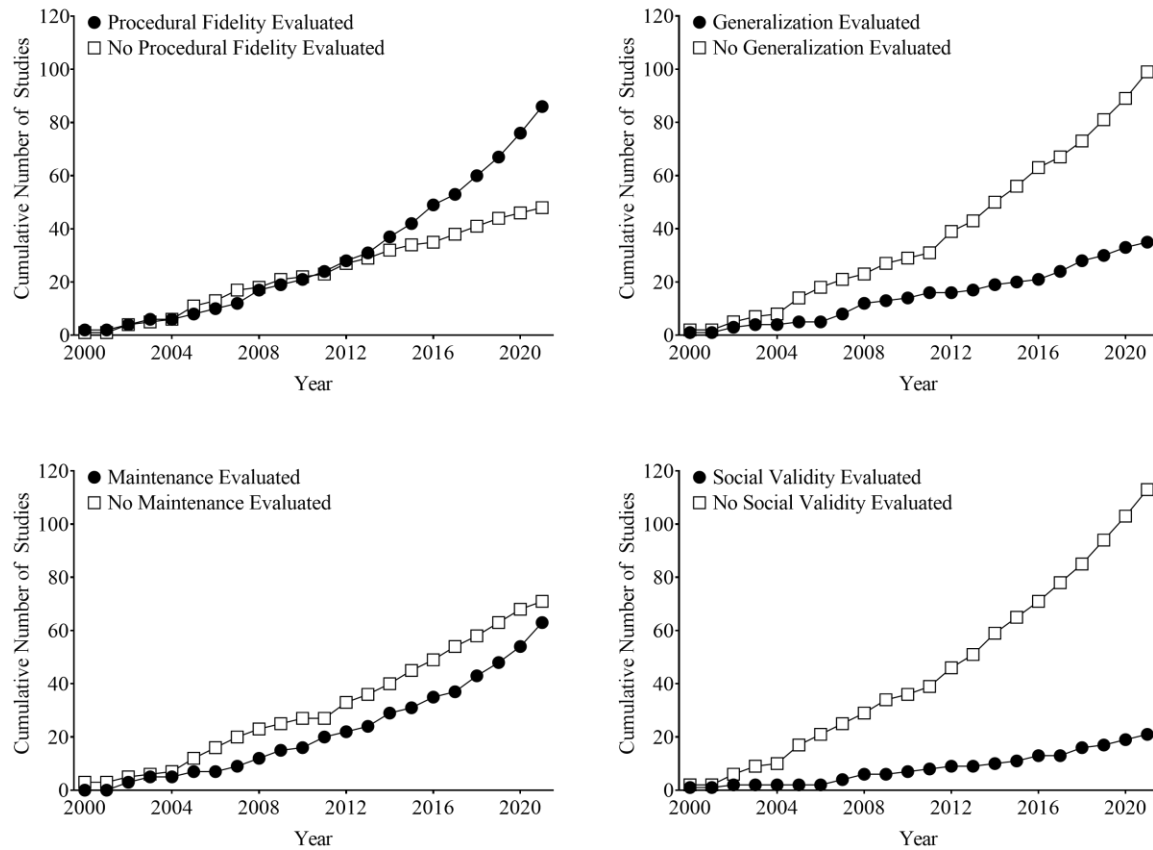 ● Procedural Fidelity Evaluated
□ No Procedural Fidelity Evaluated
Cumulative Number of Studies
120
100
80
60
40
20
0
2000 2004 2008 2012 2016 2020
Year
● Generalization Evaluated
□ No Generalization Evaluated
Cumulative Number of Studies
120
100
80
60
40
20
0
2000 2004 2008 2012 2016 2020
Year
● Maintenance Evaluated
□ No Maintenance Evaluated
Cumulative Number of Studies
120
100
80
60
40
20
0
2000 2004 2008 2012 2016 2020
Year
● Social Validity Evaluated
□ No Social Validity Evaluated
Cumulative Number of Studies
120
100
80
60
40
20
0
2000 2004 2008 2012 2016 2020
Year